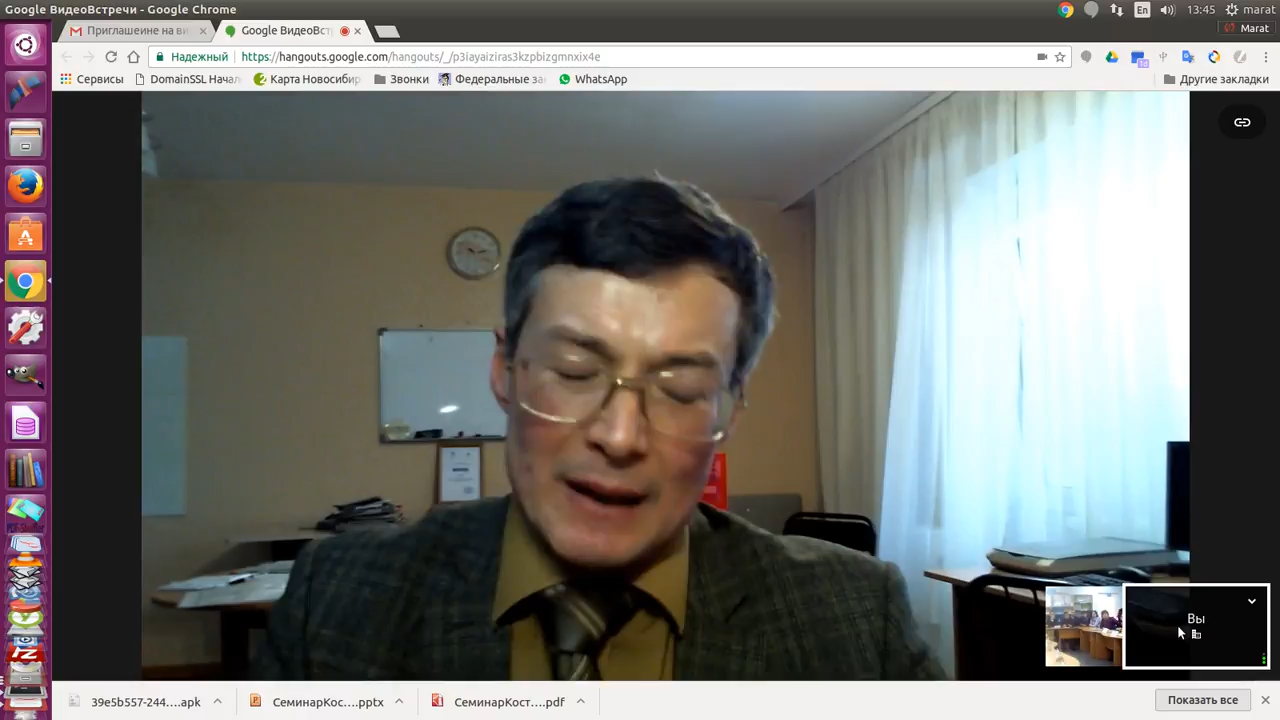 Google ВидеоВстречи - Google Chrome
En
13:45
marat
Приглашеине на ви
Google ВидеоВст
Marat
Надежный
https://hangouts.google.com/hangouts/_/p3iayaiziras3kzpbizgmnxix4e
Сервисы
DomainSSL Начал
Карта Новосибир
Звонки
Федеральные за
WhatsApp
Другие закладки
Вы
39e5b557-244....apk
СеминарКос....pptx
СеминарКост....pdf
Показать все